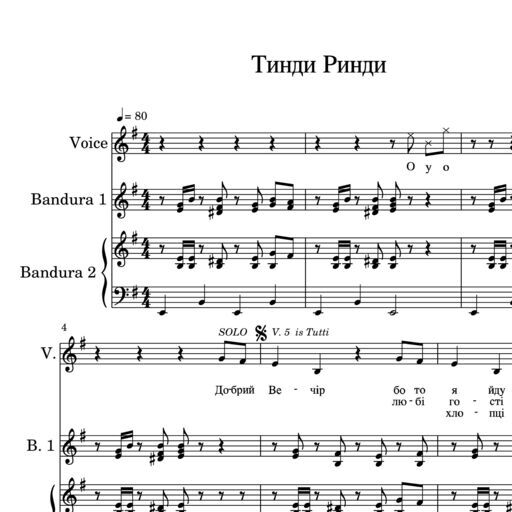 Тинди Ринди
♩= 80
Voice
О у о
Bandura 1
Bandura 2
4
SOLO V. 5 is Tutti
V.
До-брий Ве - чір бо то я йду
лю - бі го - сті
хло - пці
B. 1